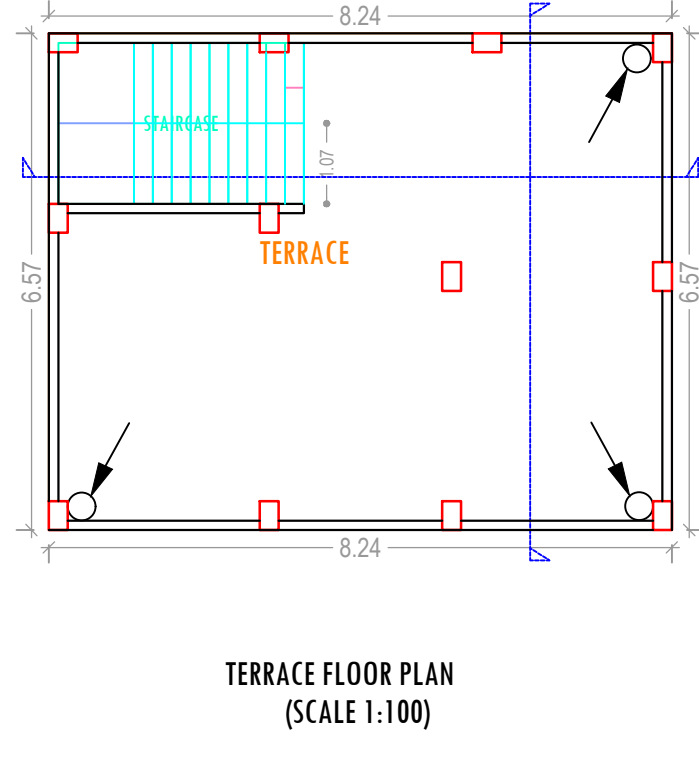 8.24
STAIRCASE
1.07
TERRACE
6.57
6.57
8.24
TERRACE FLOOR PLAN
(SCALE 1:100)